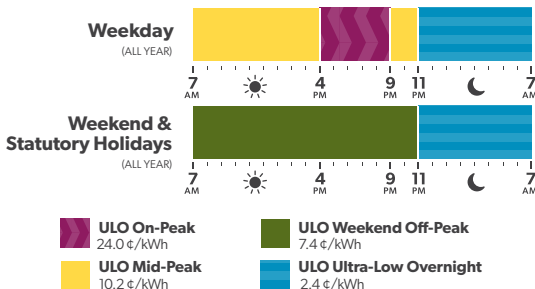 Weekday
(ALL YEAR)
7 4 9 11 7
AM PM PM PM AM
Weekend &
Statutory Holidays
(ALL YEAR)
7 4 9 11 7
AM PM PM PM AM
ULO On-Peak
24.0 ¢/kWh
ULO Weekend Off-Peak
7.4 ¢/kWh
ULO Mid-Peak
10.2 ¢/kWh
ULO Ultra-Low Overnight
2.4 ¢/kWh